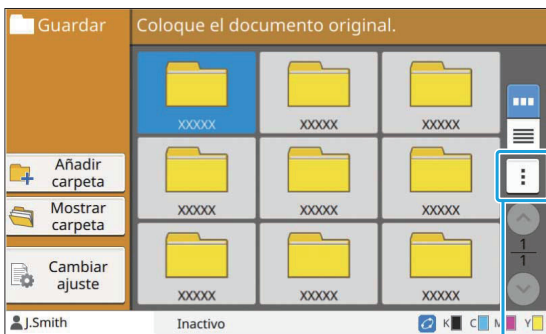 Guardar
Coloque el documento original.
XXXXX XXXXX XXXXX
Añadir
carpeta
XXXXX XXXXX XXXXX
Mostrar
carpeta
1
1
Cambiar
ajuste
XXXXX XXXXX XXXXX
J.Smith
Inactivo
K C M Y